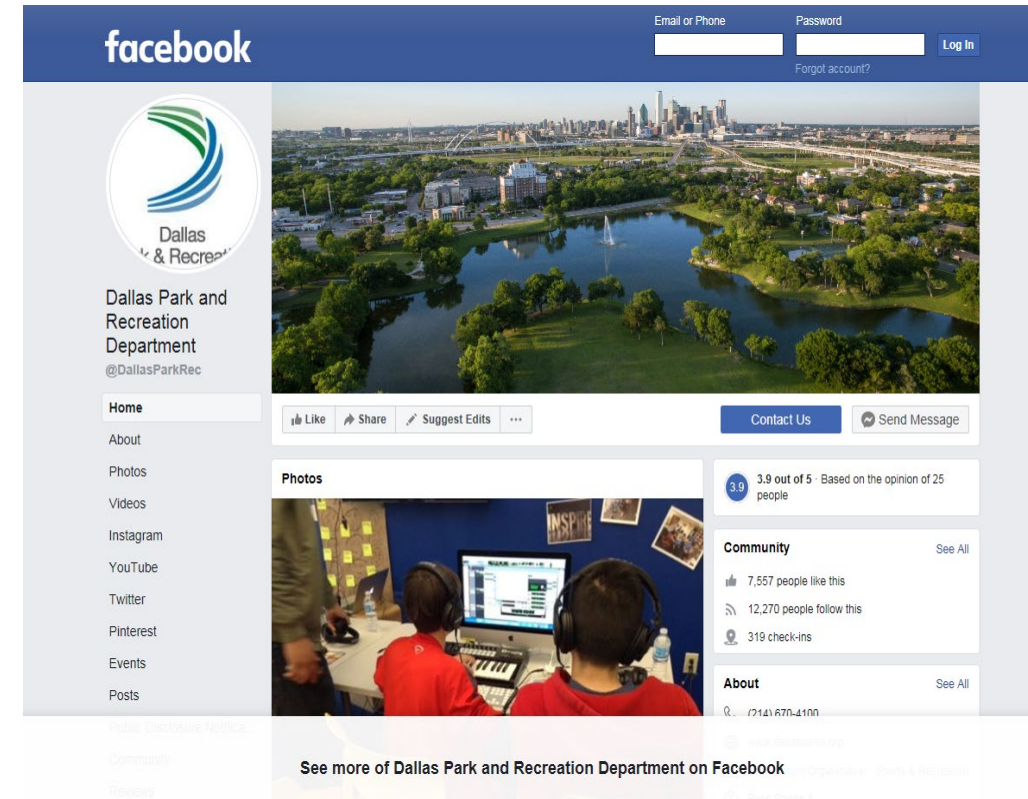 facebook
Email or Phone
Password
Log In
Forgot account?
Dallas
& Recreat
Dallas Park and
Recreation
Department
@DallasParkRec
Home
About
Photos
Videos
Instagram
YouTube
Twitter
Pinterest
Events
Posts
Community
Reviews
Like
Share
Suggest Edits
Contact Us
Send Message
Photos
INSPIRE
3.9
3.9 out of 5 · Based on the opinion of 25
people
Community
See All
7,557 people like this
12,270 people follow this
319 check-ins
About
See All
(214) 670-4100
See more of Dallas Park and Recreation Department on Facebook